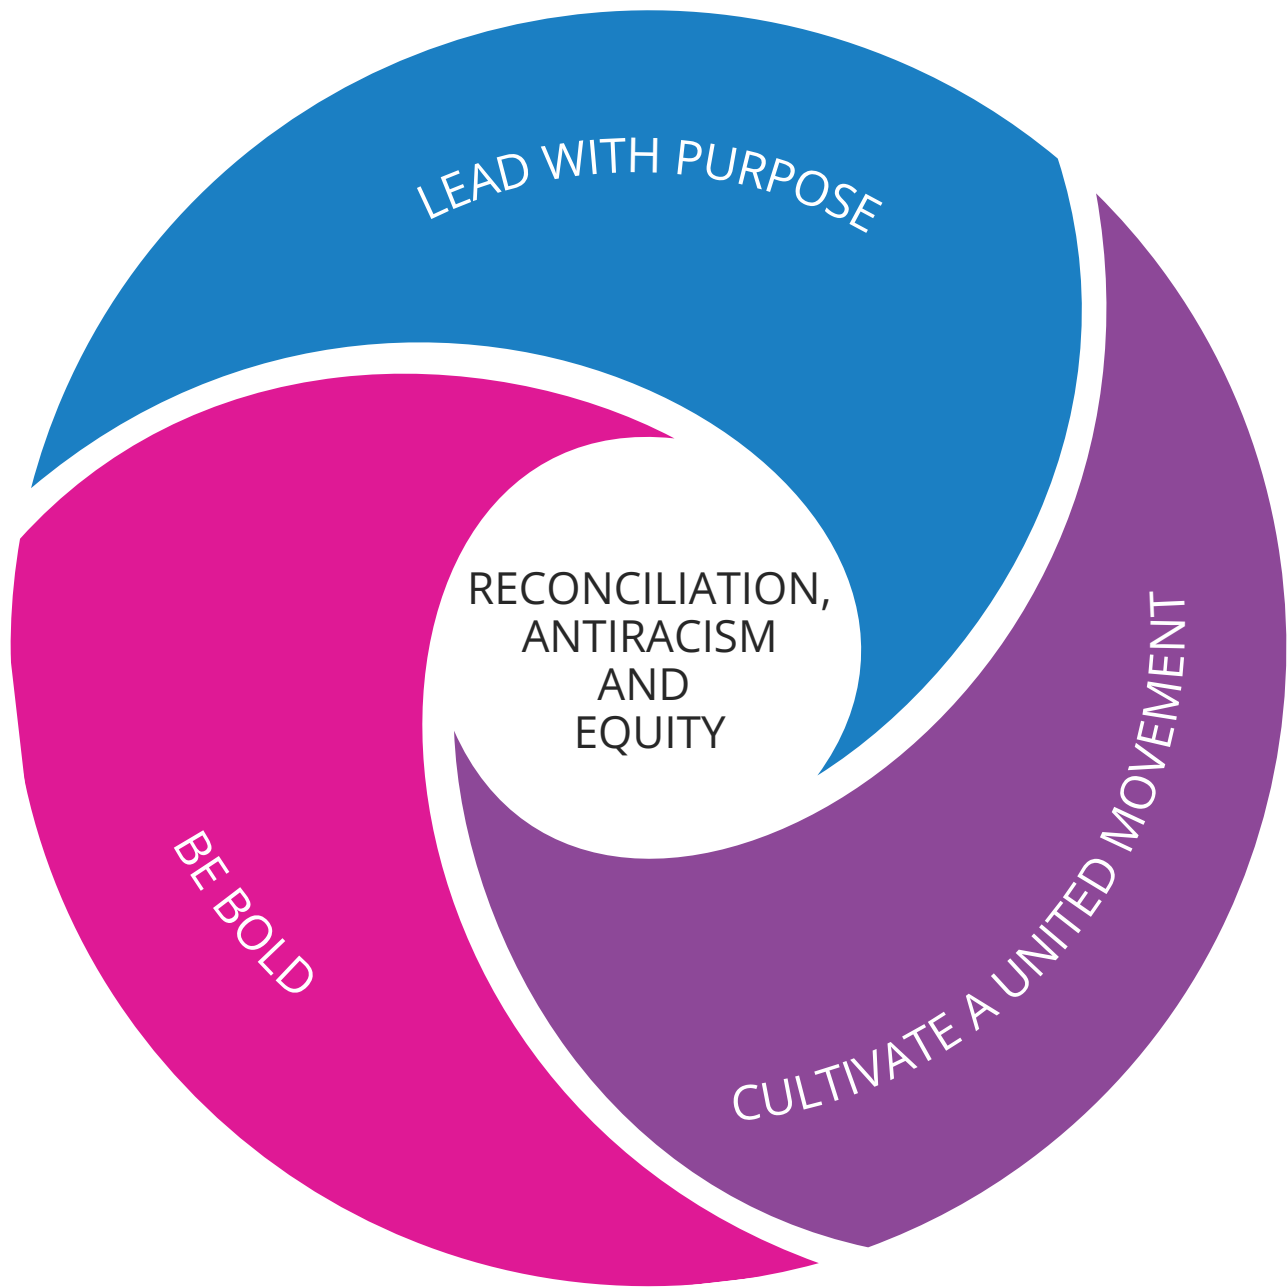 LEAD WITH PURPOSE
RECONCILIATION,
ANTIRACISM
AND
EQUITY
CULTIVATE A UNITED MOVEMENT
BE BOLD